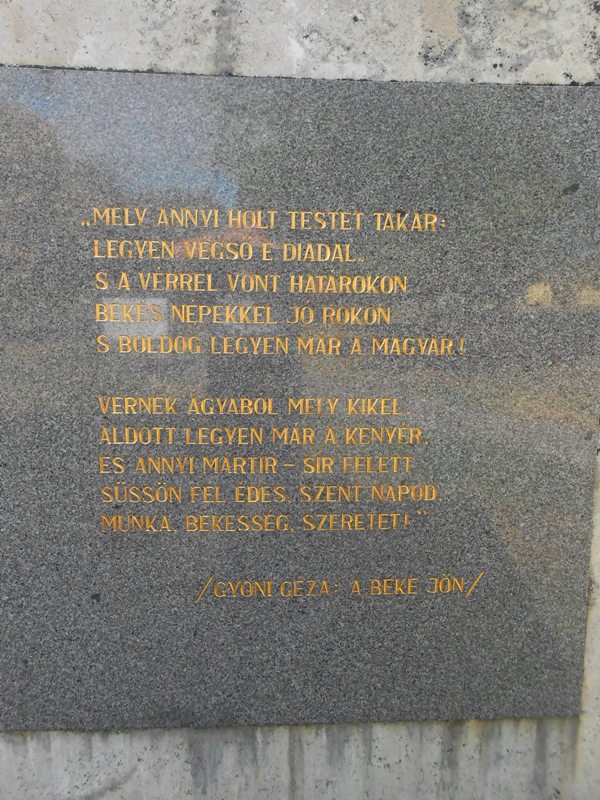 „MELY ANNYI HOLT TESTET TAKAR:
LEGYEN VÉGSŐ E DIADAL.
S A VÉRREL VONT HATÁROKON
BÉKÉS NÉPEKKEL JÓ ROKON
S BOLDOG LEGYEN MÁR A MAGYAR!
VÉRNEK ÁGYÁBÓL MELY KIKEL,
ÁLDOTT LEGYEN MÁR A KENYÉR,
ÉS ANNYI MÁRTIR – SÍR FELETT
SÜSSÖN FEL ÉDES, SZENT NAPOD,
MUNKA, BÉKESSÉG, SZERETET!"
/GYÓNI GÉZA: A BÉKE JŐN/